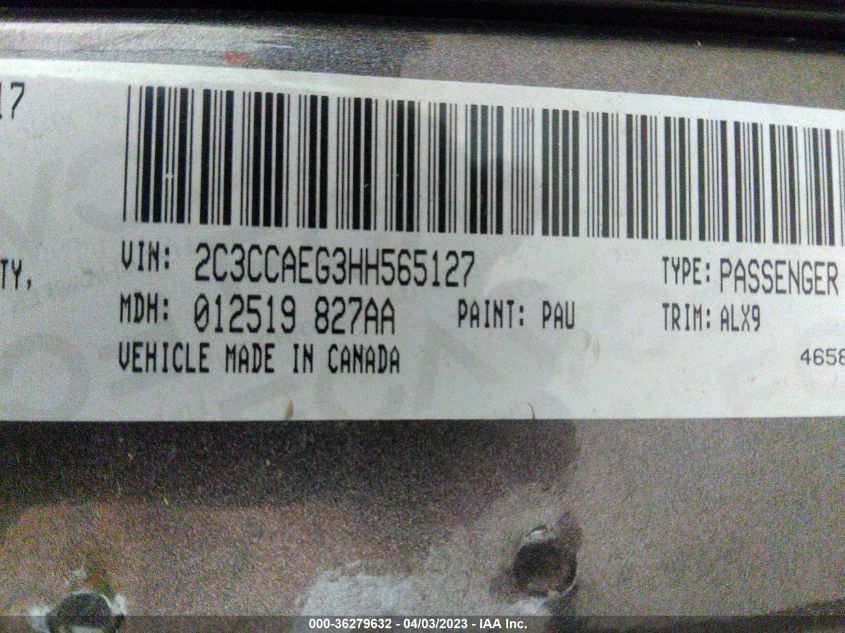 17
VIN: 2C3CCAEG3HH565127 TYPE: PASSENGER
TY,
MDH: 012519 827AA PAINT: PAU TRIM: ALX9
VEHICLE MADE IN CANADA 4658
000-36279632 - 04/03/2023 - IAA Inc.